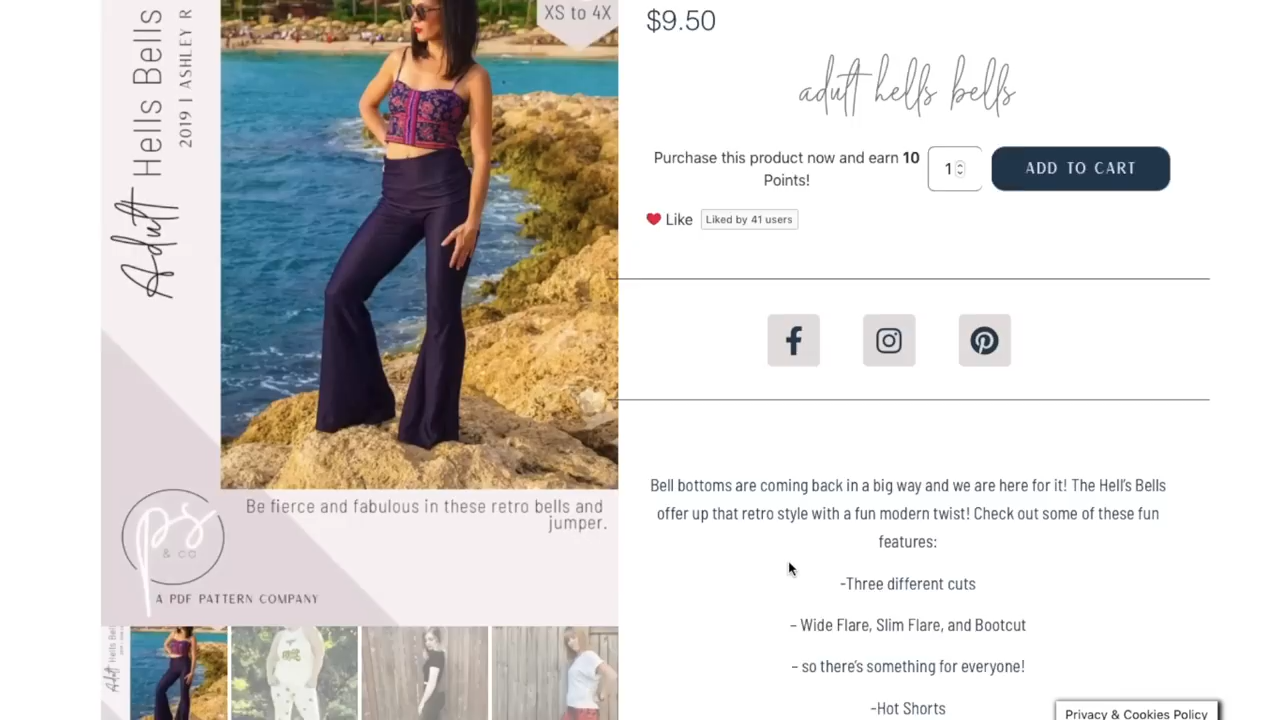 XS to 4X
Adult Hells Bells
2019 | ASHLEY R
Be fierce and fabulous in these retro bells and
jumper.
ps
& co
A PDF PATTERN COMPANY
$9.50
adult hells bells
Purchase this product now and earn 10
Points!
1
ADD TO CART
Like
Liked by 41 users
Bell bottoms are coming back in a big way and we are here for it! The Hell's Bells
offer up that retro style with a fun modern twist! Check out some of these fun
features:
-Three different cuts
– Wide Flare, Slim Flare, and Bootcut
– so there's something for everyone!
-Hot Shorts
Privacy & Cookies Policy